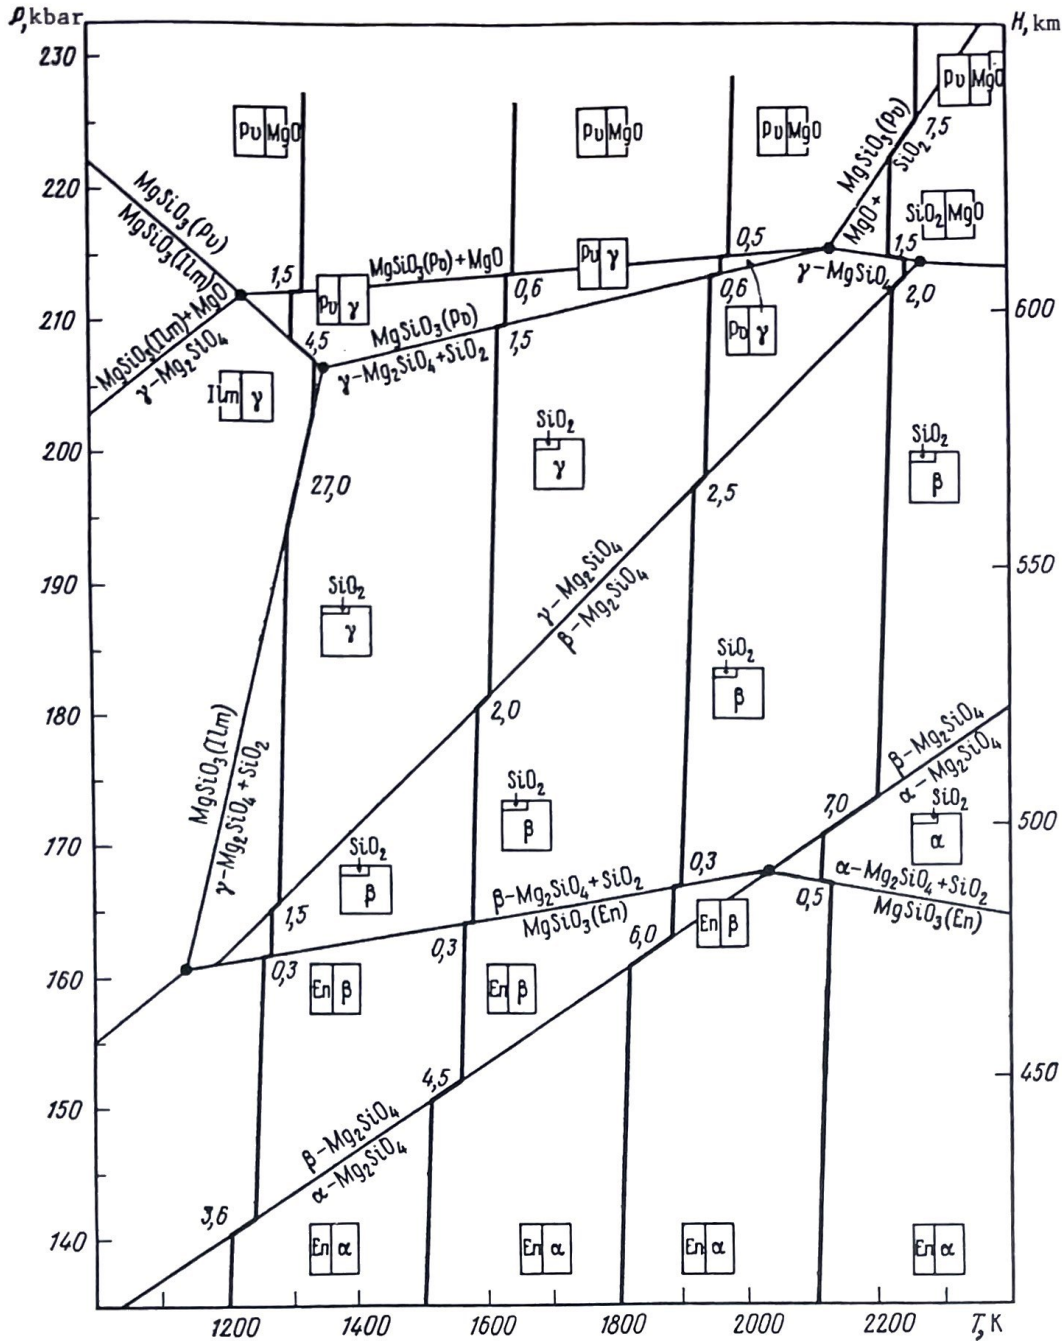 P, kbar
H, km
230
220
210
200
190
180
170
160
150
140
600
550
500
450
1200
1400
1600
1800
2000
2200
T, K
Pv MgO
Pv MgO
Pv MgO
Pv MgO
MgSiO₃(Pv)
MgSiO₃(Ilm)
MgSiO₃(Pv)
MgO+SiO₂
7,5
SiO₂ MgO
1,5
MgSiO₃(Pv)+MgO
Pv γ
0,5
1,5
Pv γ
0,6
0,6
γ-MgSiO₄
2,0
MgSiO₃(Ilm)+MgO
γ-Mg₂SiO₄
4,5
MgSiO₃(Pv)
γ-Mg₂SiO₄+SiO₂
1,5
Pv γ
Ilm γ
SiO₂
γ
SiO₂
β
27,0
2,5
SiO₂
γ
γ-Mg₂SiO₄
β-Mg₂SiO₄
SiO₂
β
MgSiO₃(Ilm)
γ-Mg₂SiO₄+SiO₂
2,0
β-Mg₂SiO₄
α-Mg₂SiO₄
SiO₂
β
7,0
SiO₂
α
SiO₂
β
0,3
α-Mg₂SiO₄+SiO₂
MgSiO₃(En)
0,5
1,5
β-Mg₂SiO₄+SiO₂
MgSiO₃(En)
6,0
En β
0,3
0,3
En β
En β
4,5
β-Mg₂SiO₄
α-Mg₂SiO₄
3,6
En α
En α
En α
En α